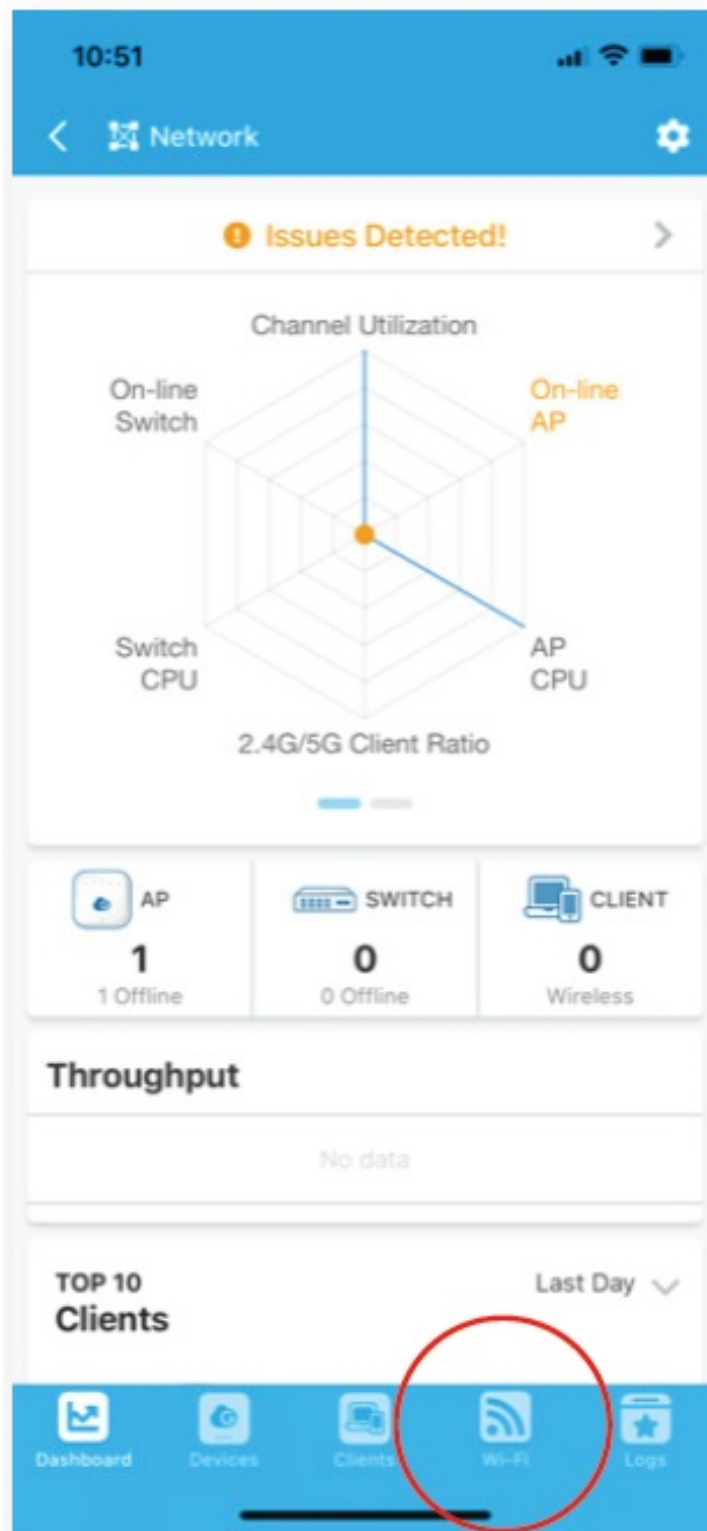 10:51
Network
Issues Detected!
Channel Utilization
On-line
Switch
On-line
AP
Switch
CPU
AP
CPU
2.4G/5G Client Ratio
AP
SWITCH
CLIENT
1
0
0
1 Offline
0 Offline
Wireless
Throughput
No data
TOP 10
Last Day
Clients
Dashboard
Devices
Clients
Wi-Fi
Logs